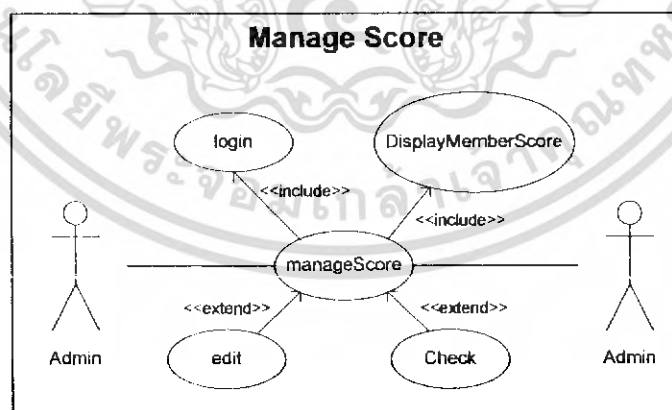 Manage Score
login
DisplayMemberScore
<<include>>
<<include>>
manageScore
<<extend>>
<<extend>>
Admin
edit
Check
Admin